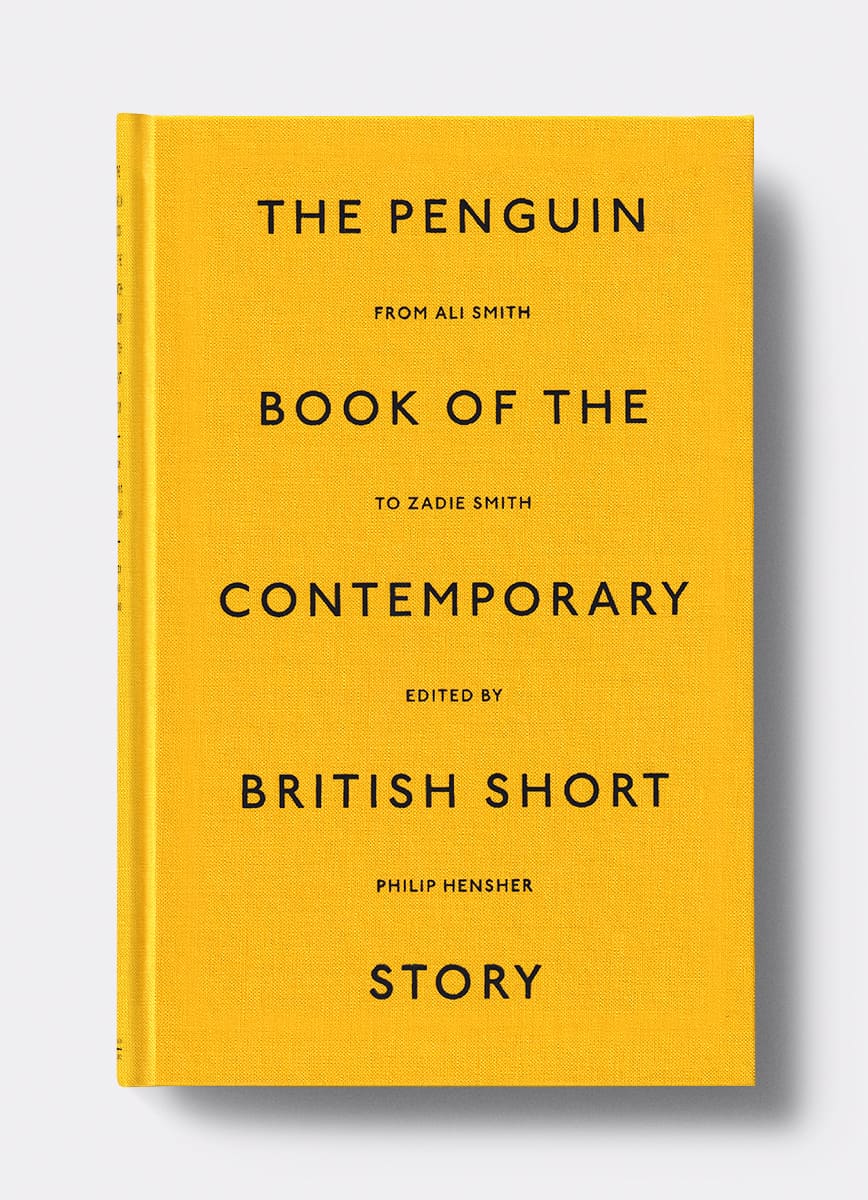 THE PENGUIN
FROM ALI SMITH
BOOK OF THE
TO ZADIE SMITH
CONTEMPORARY
EDITED BY
BRITISH SHORT
PHILIP HENSHER
STORY